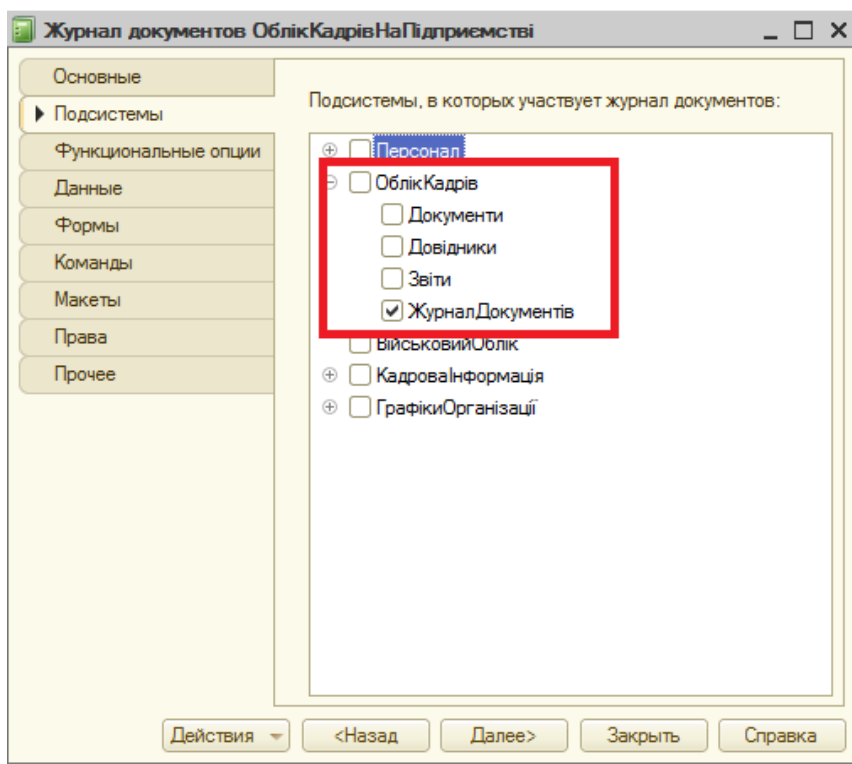 Журнал документов ОблікКадрівНаПідприємстві
Основные
Подсистемы
Функциональные опции
Данные
Формы
Команды
Макеты
Права
Прочее
Подсистемы, в которых участвует журнал документов:
Персонал
ОблікКадрів
Документи
Довідники
Звіти
ЖурналДокументів
ВійськовийОблік
КадроваІнформація
ГрафікиОрганізації
Действия
<Назад
Далее>
Закрыть
Справка